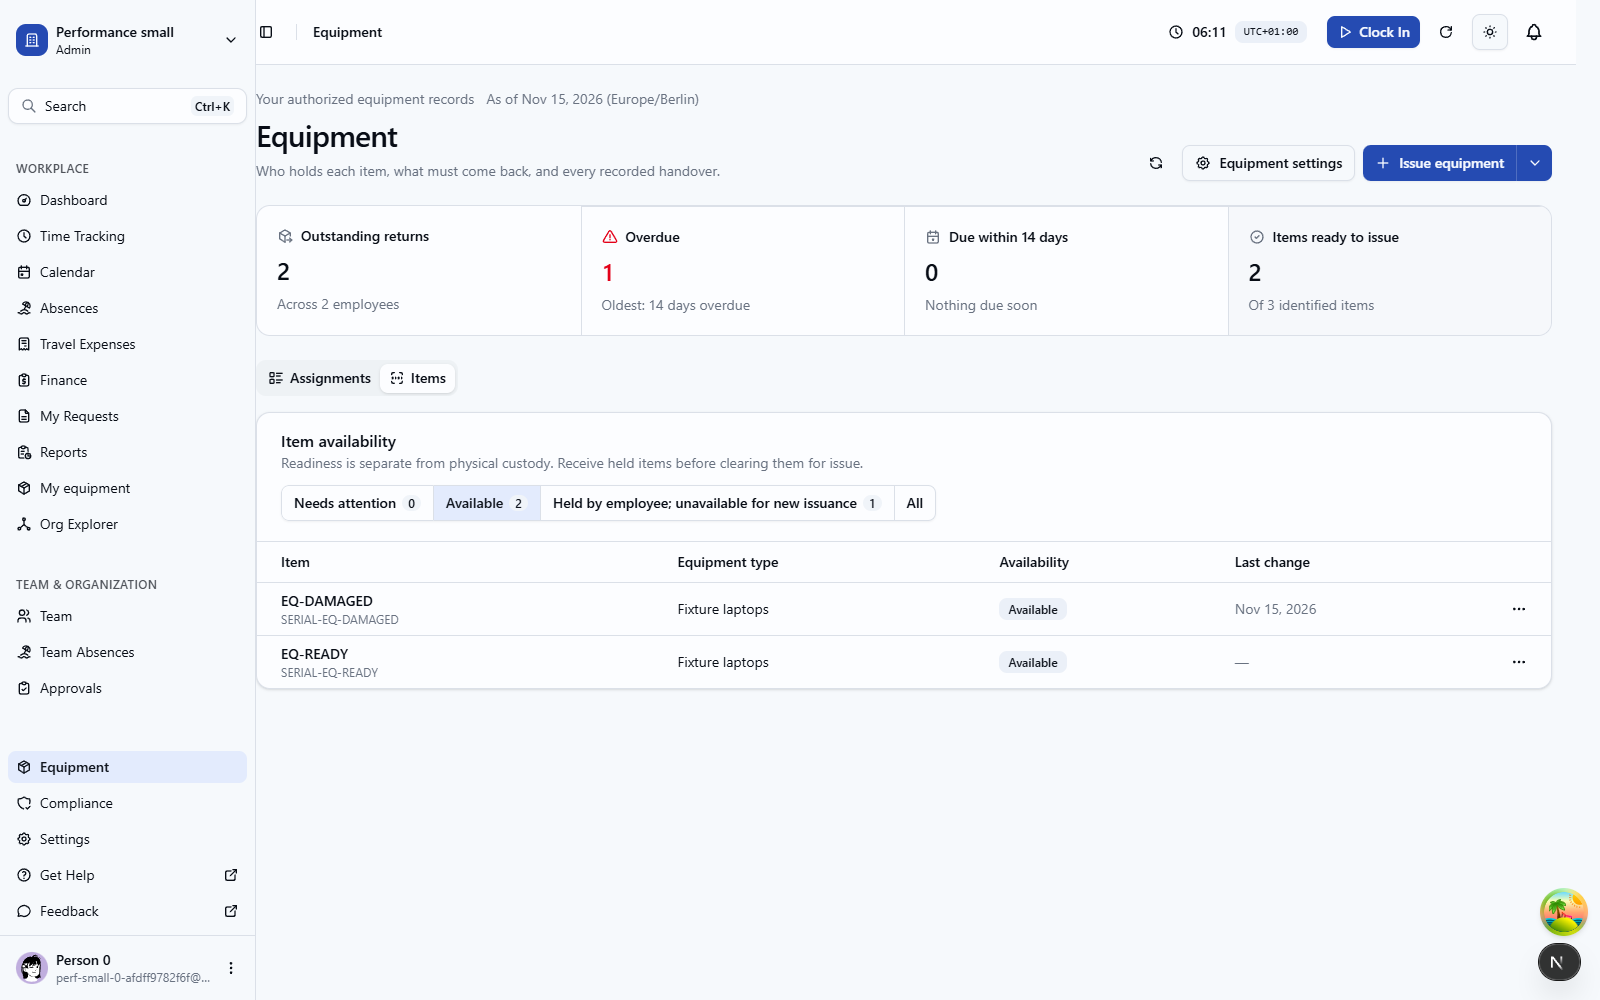 Performance small
Admin
Search
Ctrl+K
WORKPLACE
Dashboard
Time Tracking
Calendar
Absences
Travel Expenses
Finance
My Requests
Reports
My equipment
Org Explorer
TEAM & ORGANIZATION
Team
Team Absences
Approvals
Equipment
Compliance
Settings
Get Help
Feedback
Person 0
perf-small-0-afdff9782f6f@...
Equipment
06:11
UTC+01:00
Clock In
Your authorized equipment records As of Nov 15, 2026 (Europe/Berlin)
Equipment
Who holds each item, what must come back, and every recorded handover.
Equipment settings
Issue equipment
Outstanding returns
2
Across 2 employees
Overdue
1
Oldest: 14 days overdue
Due within 14 days
0
Nothing due soon
Items ready to issue
2
Of 3 identified items
Assignments
Items
Item availability
Readiness is separate from physical custody. Receive held items before clearing them for issue.
Needs attention 0
Available 2
Held by employee; unavailable for new issuance 1
All
Item Equipment type Availability Last change
EQ-DAMAGED
SERIAL-EQ-DAMAGED
Fixture laptops
Available
Nov 15, 2026
EQ-READY
SERIAL-EQ-READY
Fixture laptops
Available
—
N